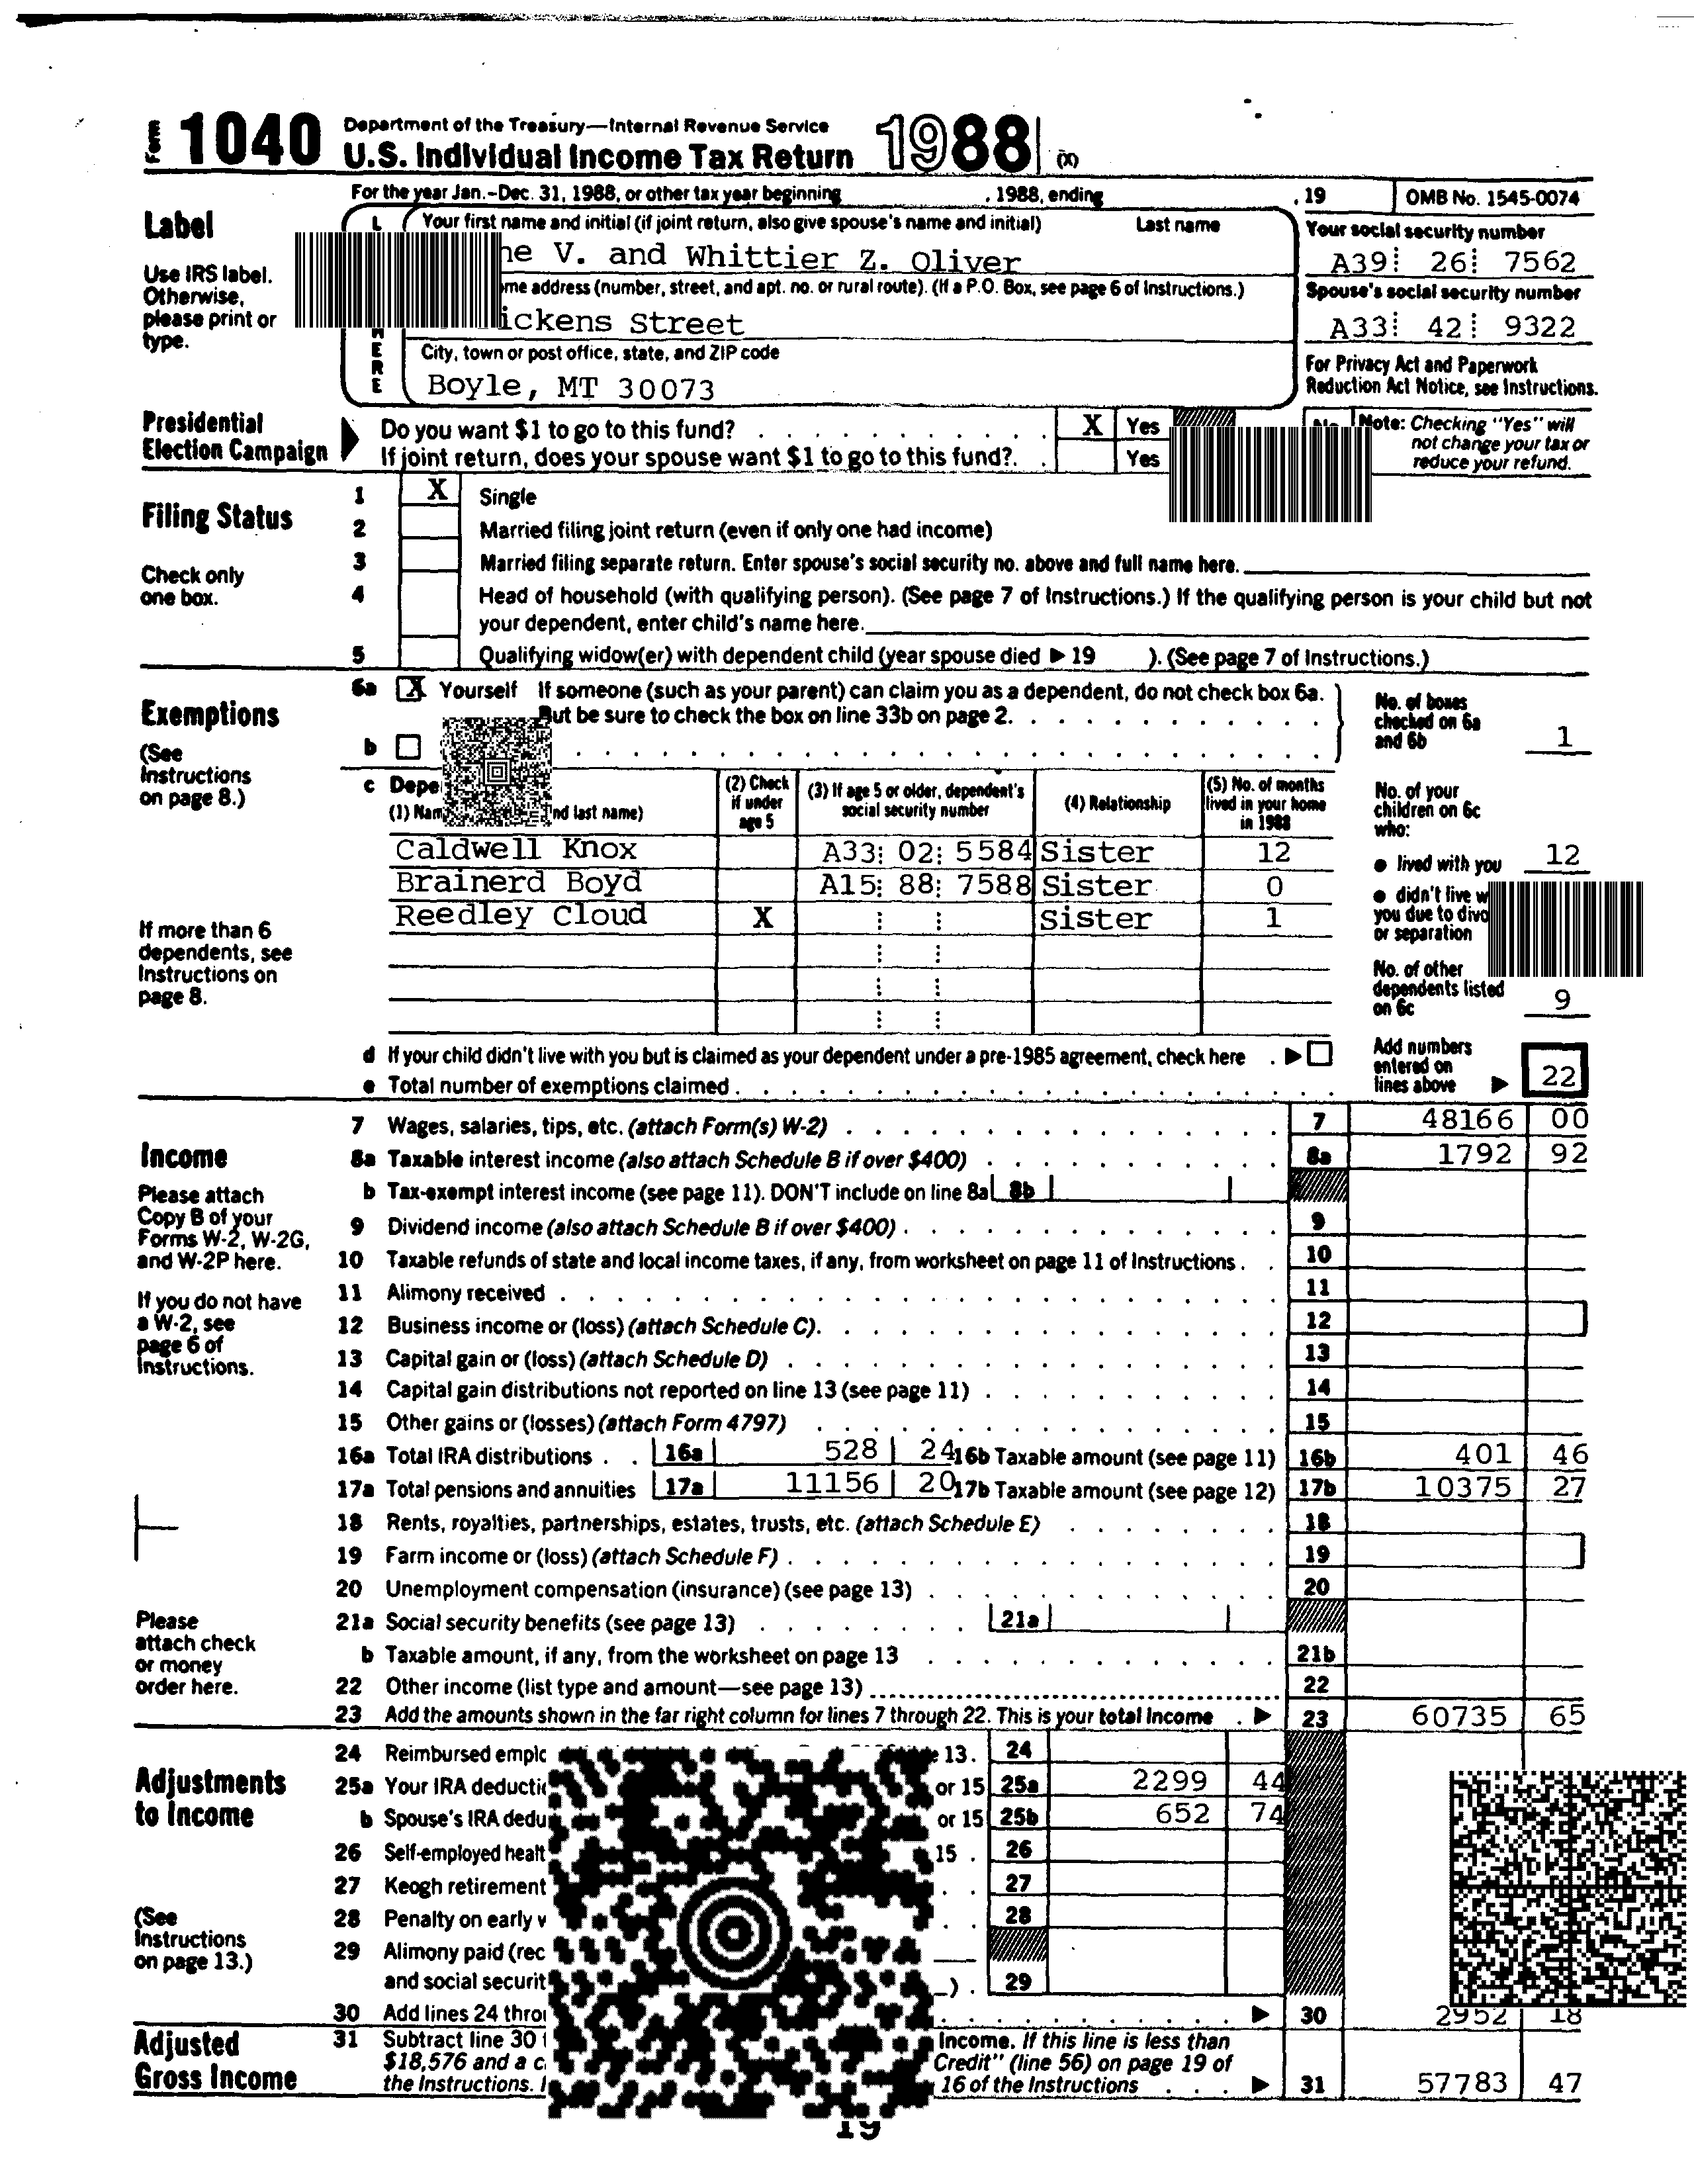 Form 1040 Department of the Treasury—Internal Revenue Service
U.S. Individual Income Tax Return 1988 (X)
For the year Jan.-Dec. 31, 1988, or other tax year beginning , 1988, ending , 19 OMB No. 1545-0074
Label
Use IRS label.
Otherwise,
please print or
type.
L
HERE
Your first name and initial (if joint return, also give spouse's name and initial) Last name
V. and Whittier Z. Oliver
address (number, street, and apt. no. or rural route). (If a P.O. Box, see page 6 of Instructions.)
Street
City, town or post office, state, and ZIP code
Boyle, MT 30073
Your social security number
A39 26 7562
Spouse's social security number
A33 42 9322
For Privacy Act and Paperwork
Reduction Act Notice, see Instructions.
Presidential
Election Campaign
Do you want $1 to go to this fund? X Yes
If joint return, does your spouse want $1 to go to this fund? Yes
Note: Checking "Yes" will
not change your tax or
reduce your refund.
Filing Status
Check only
one box.
1 X Single
2 Married filing joint return (even if only one had income)
3 Married filing separate return. Enter spouse's social security no. above and full name here.
4 Head of household (with qualifying person). (See page 7 of Instructions.) If the qualifying person is your child but not
your dependent, enter child's name here.
5 Qualifying widow(er) with dependent child (year spouse died ▶ 19 ). (See page 7 of Instructions.)
Exemptions
(See
Instructions
on page 8.)
If more than 6
dependents, see
Instructions on
page 8.
6a X Yourself If someone (such as your parent) can claim you as a dependent, do not check box 6a.
But be sure to check the box on line 33b on page 2.
b
No. of boxes
checked on 6a
and 6b 1
c
(1) and last name) (2) Check if under age 5 (3) If age 5 or older, dependent's social security number (4) Relationship (5) No. of months lived in your home in 1988
Caldwell Knox A33 02 5584 Sister 12
Brainerd Boyd A15 88 7588 Sister 0
Reedley Cloud X Sister 1
No. of your
children on 6c
who:
● lived with you 12
● didn't live
you due to
or separation
No. of other
dependents listed
on 6c 9
d If your child didn't live with you but is claimed as your dependent under a pre-1985 agreement, check here ▶
e Total number of exemptions claimed
Add numbers
entered on
lines above ▶ 22
Income
Please attach
Copy B of your
Forms W-2, W-2G,
and W-2P here.
If you do not have
a W-2, see
page 6 of
Instructions.
Please
attach check
or money
order here.
7 Wages, salaries, tips, etc. (attach Form(s) W-2) 7 48166 00
8a Taxable interest income (also attach Schedule B if over $400) 8a 1792 92
b Tax-exempt interest income (see page 11). DON'T include on line 8a 8b
9 Dividend income (also attach Schedule B if over $400) 9
10 Taxable refunds of state and local income taxes, if any, from worksheet on page 11 of Instructions 10
11 Alimony received 11
12 Business income or (loss) (attach Schedule C) 12
13 Capital gain or (loss) (attach Schedule D) 13
14 Capital gain distributions not reported on line 13 (see page 11) 14
15 Other gains or (losses) (attach Form 4797) 15
16a Total IRA distributions 16a 528 24 16b Taxable amount (see page 11) 16b 401 46
17a Total pensions and annuities 17a 11156 20 17b Taxable amount (see page 12) 17b 10375 27
18 Rents, royalties, partnerships, estates, trusts, etc. (attach Schedule E) 18
19 Farm income or (loss) (attach Schedule F) 19
20 Unemployment compensation (insurance) (see page 13) 20
21a Social security benefits (see page 13) 21a
b Taxable amount, if any, from the worksheet on page 13 21b
22 Other income (list type and amount—see page 13) 22
23 Add the amounts shown in the far right column for lines 7 through 22. This is your total income ▶ 23 60735 65
Adjustments
to Income
(See
Instructions
on page 13.)
24 Reimbursed 13. 24
25a Your IRA or 15 25a 2299 44
b Spouse's IRA or 15 25b 652 74
26 Self-employed 15 . 26
27 Keogh retirement 27
28 Penalty on early 28
29 Alimony paid
and social ) . 29
30 Add lines 24 ▶ 30 2952 18
Adjusted
Gross Income
31 Subtract line 30 Income. If this line is less than
$18,576 and a Credit" (line 56) on page 19 of
the Instructions. 16 of the Instructions ▶ 31 57783 47
19